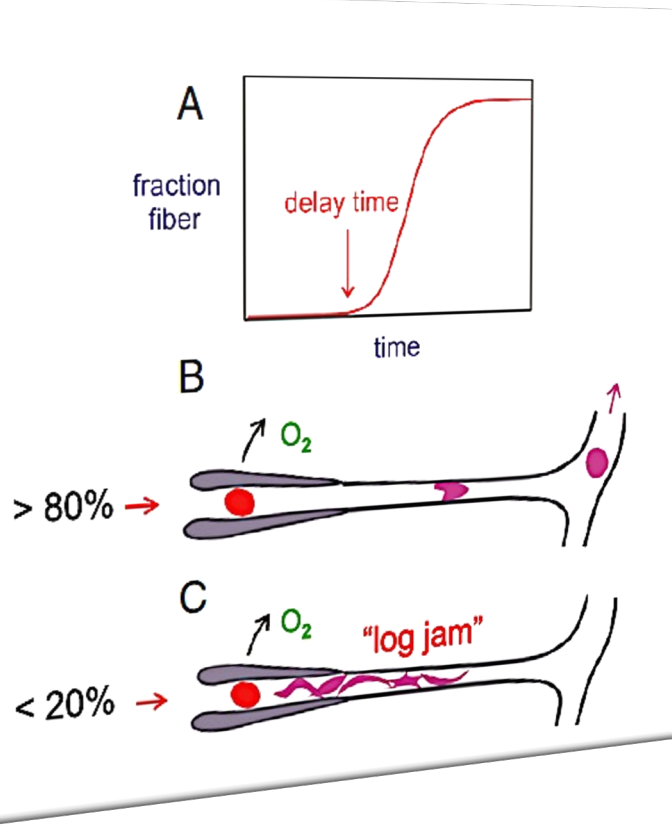 A
fraction
fiber
delay time
time
B
O₂
> 80%
C
O₂
"log jam"
< 20%